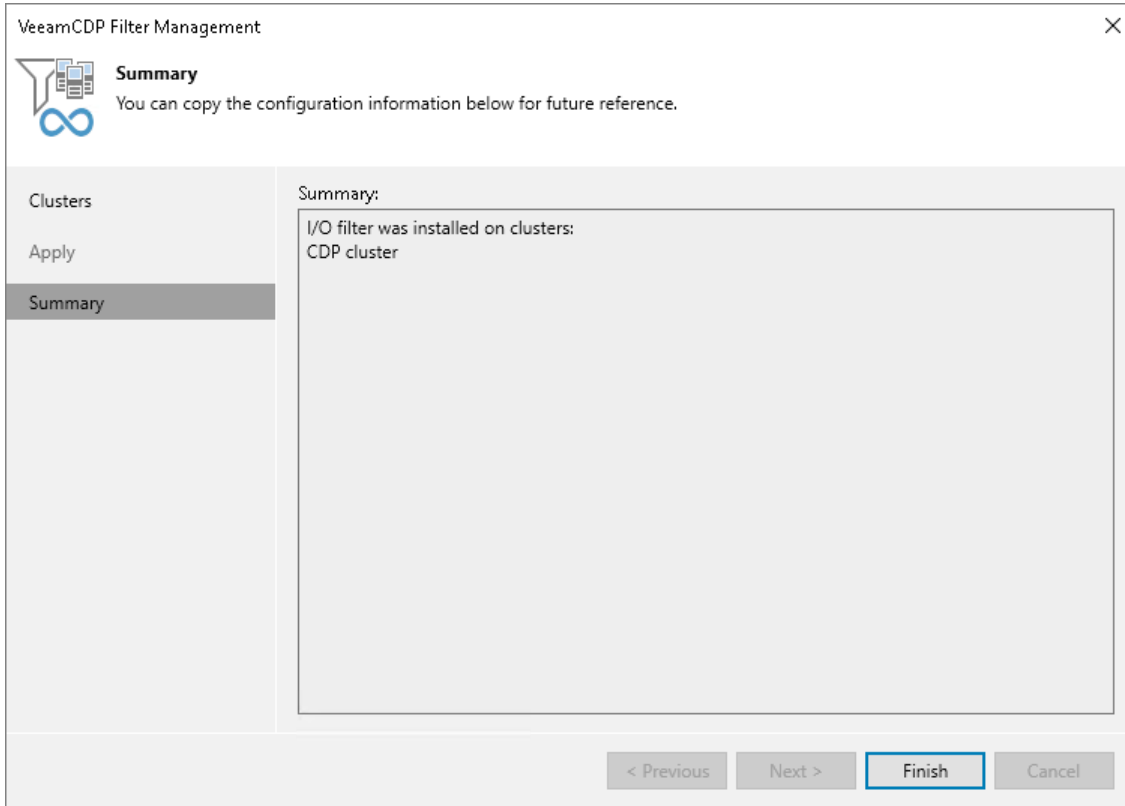 VeeamCDP Filter Management
Summary
You can copy the configuration information below for future reference.
Clusters
Apply
Summary
Summary:
I/O filter was installed on clusters:
CDP cluster
< Previous
Next >
Finish
Cancel